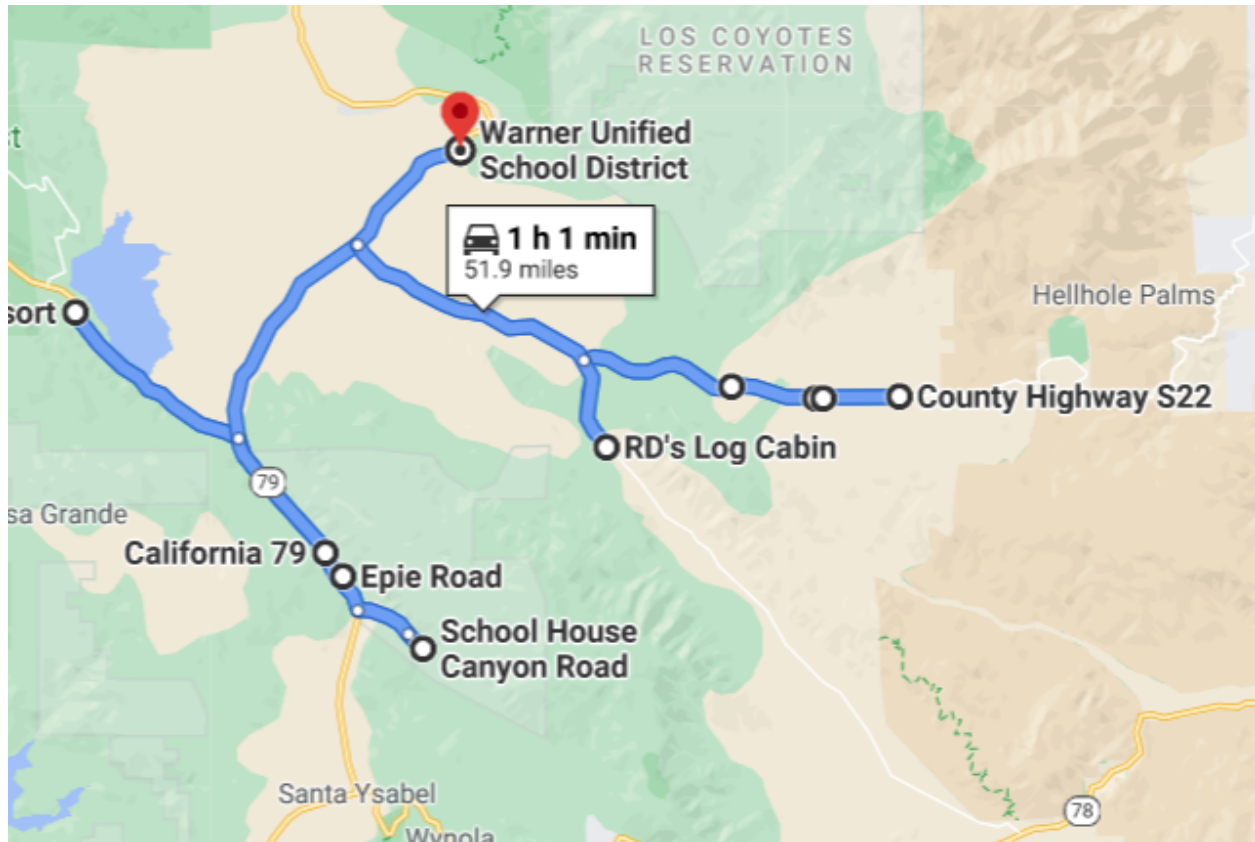 LOS COYOTES
RESERVATION
st
Warner Unified
School District
1 h 1 min
51.9 miles
Hellhole Palms
sort
County Highway S22
RD's Log Cabin
79
sa Grande
California 79
Epie Road
School House
Canyon Road
Santa Ysabel
78
Wynola